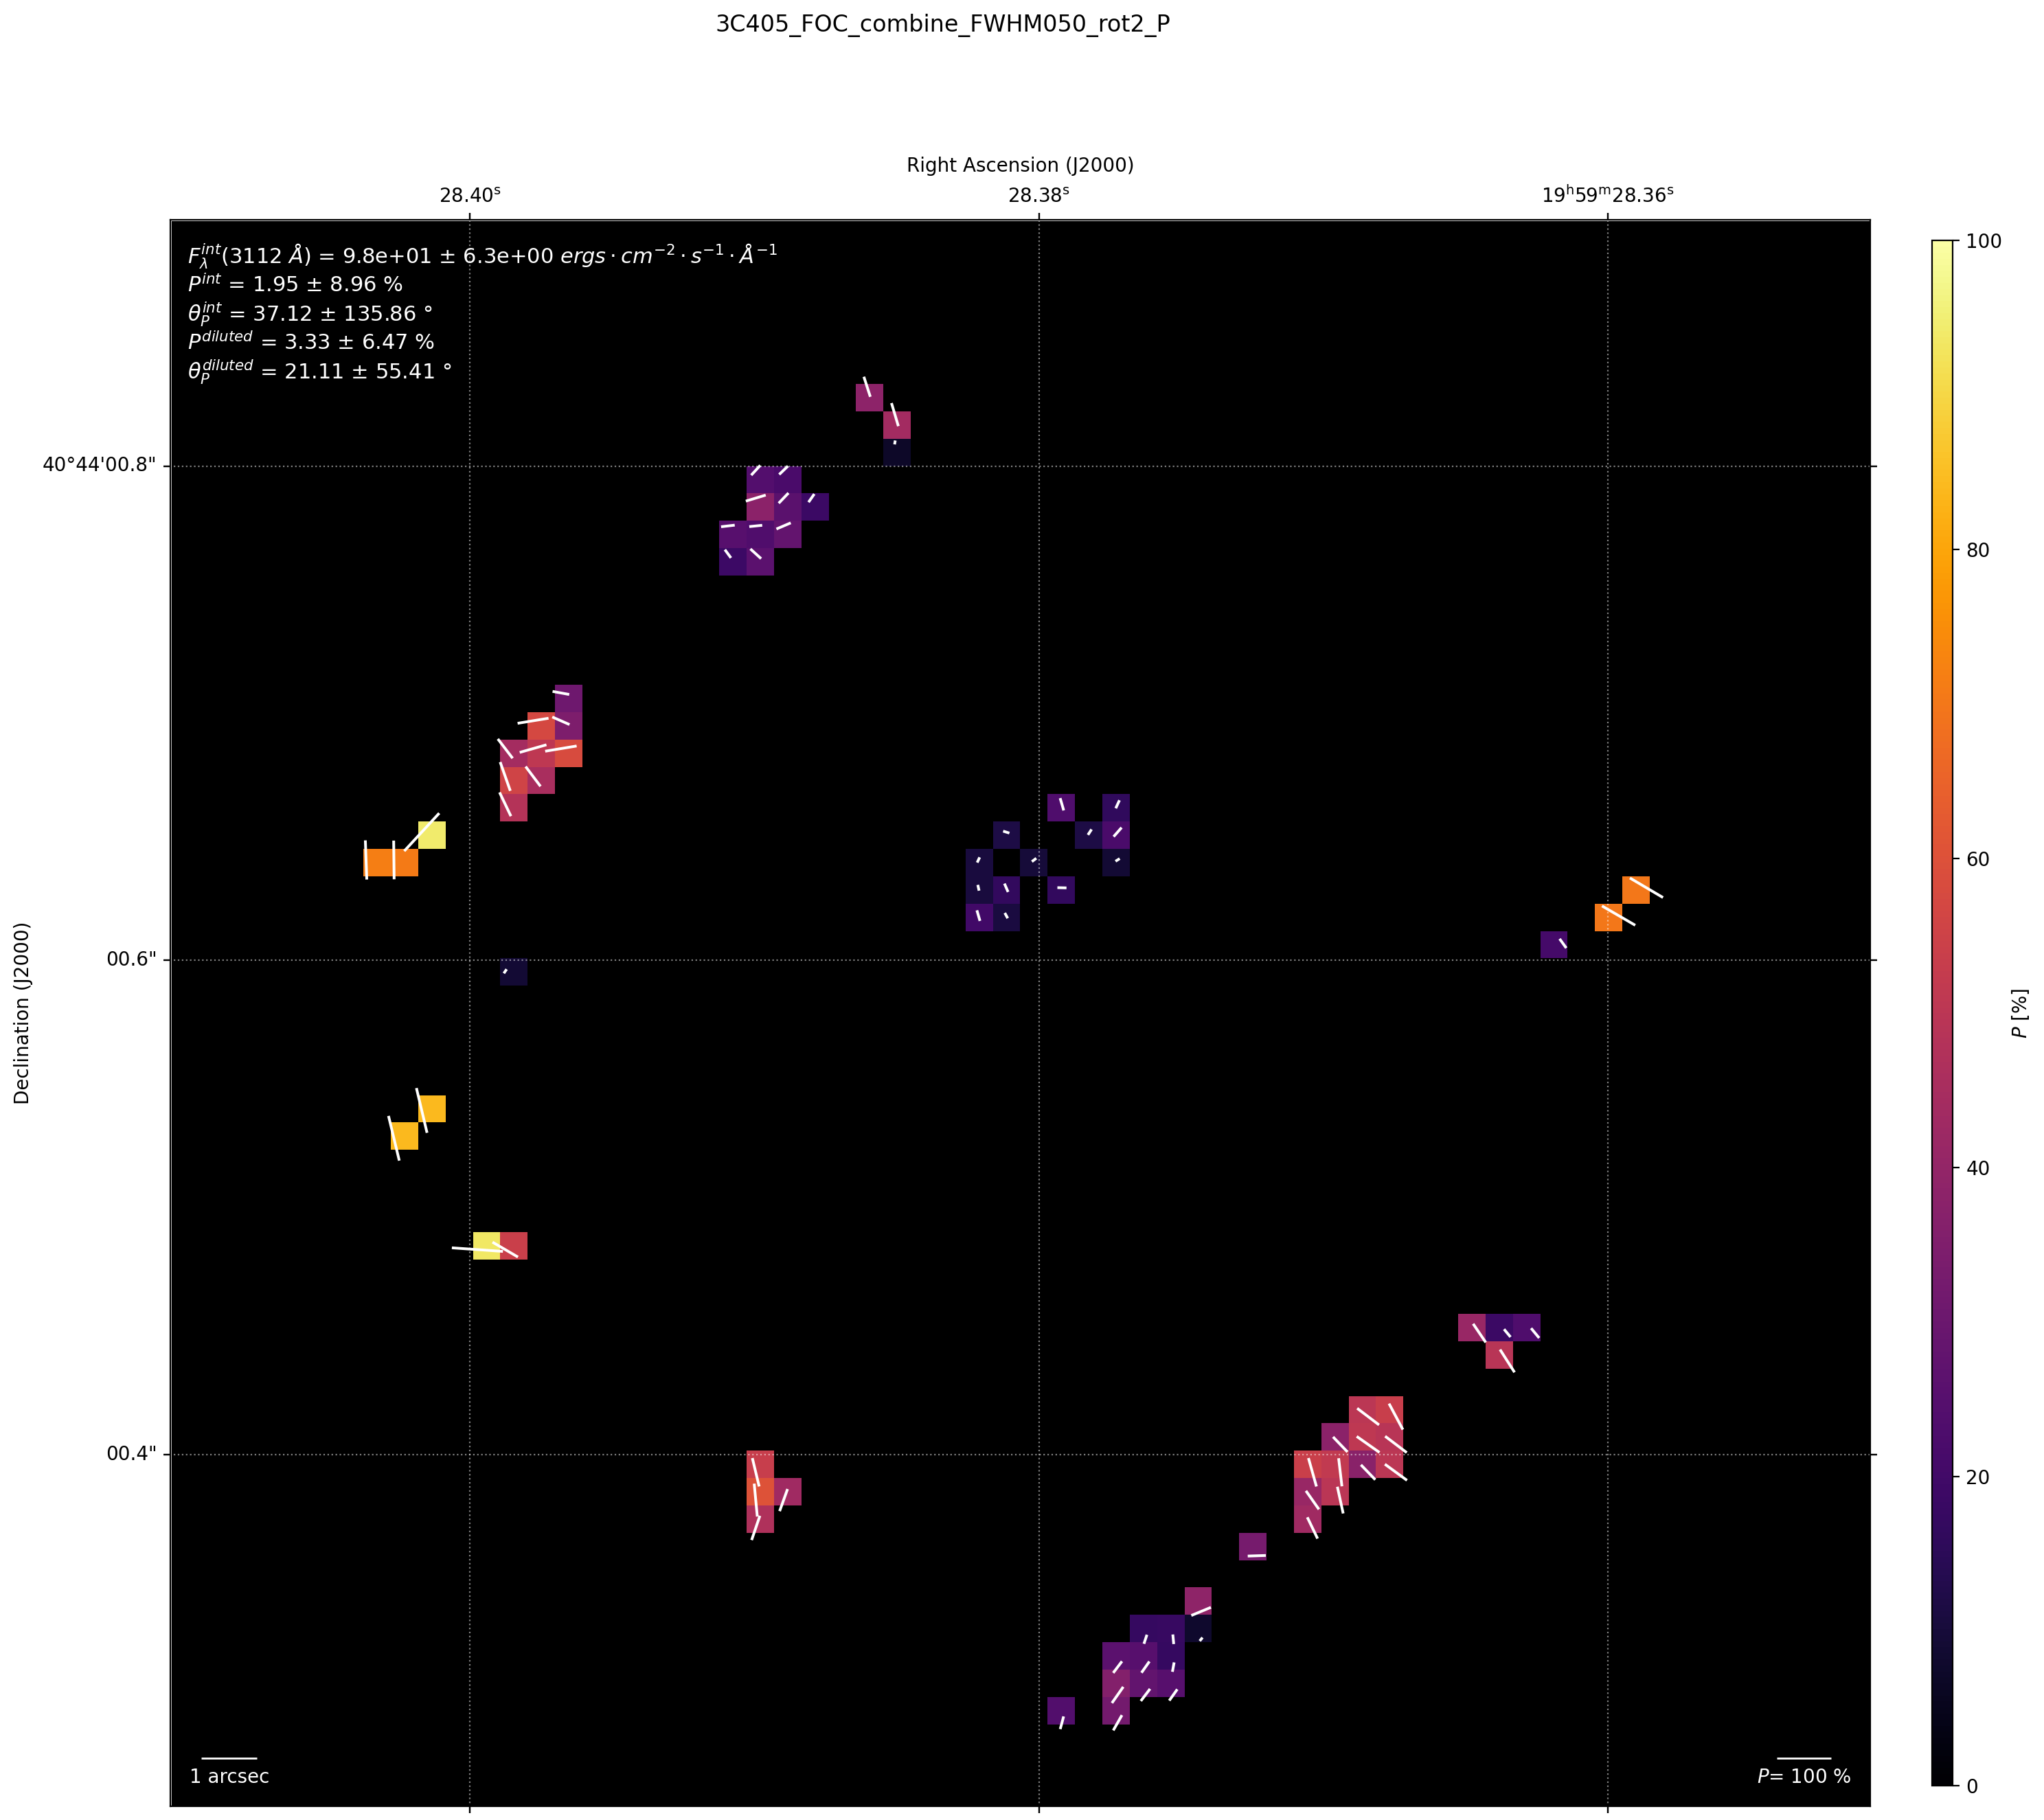 3C405_FOC_combine_FWHM050_rot2_P
Right Ascension (J2000)
28.40ˢ 28.38ˢ 19ʰ59ᵐ28.36ˢ
F_λ^int(3112 Å) = 9.8e+01 ± 6.3e+00 ergs · cm⁻² · s⁻¹ · Å⁻¹
P^int = 1.95 ± 8.96 %
θ_P^int = 37.12 ± 135.86 °
P^diluted = 3.33 ± 6.47 %
θ_P^diluted = 21.11 ± 55.41 °
40°44'00.8"
00.6"
00.4"
Declination (J2000)
1 arcsec
P= 100 %
100
80
60
40
20
0
P [%]